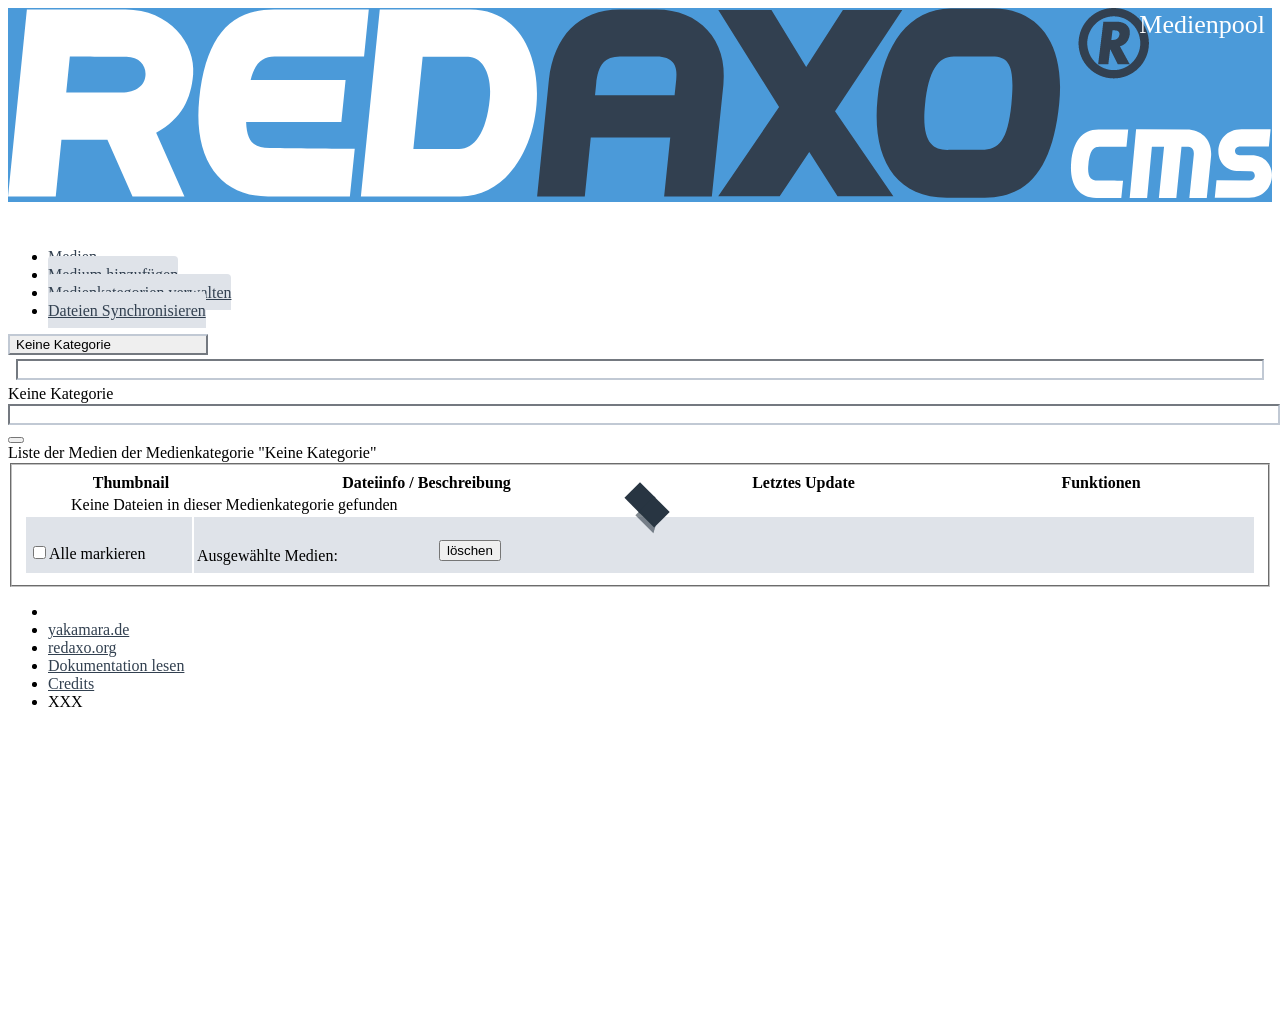 REDAXO® cms
Medienpool
Medien
Medium hinzufügen
Medienkategorien verwalten
Dateien Synchronisieren
Keine Kategorie
Keine Kategorie
Liste der Medien der Medienkategorie "Keine Kategorie"
Thumbnail Dateiinfo / Beschreibung Letztes Update Funktionen
Keine Dateien in dieser Medienkategorie gefunden
Alle markieren Ausgewählte Medien: löschen
yakamara.de
redaxo.org
Dokumentation lesen
Credits
XXX